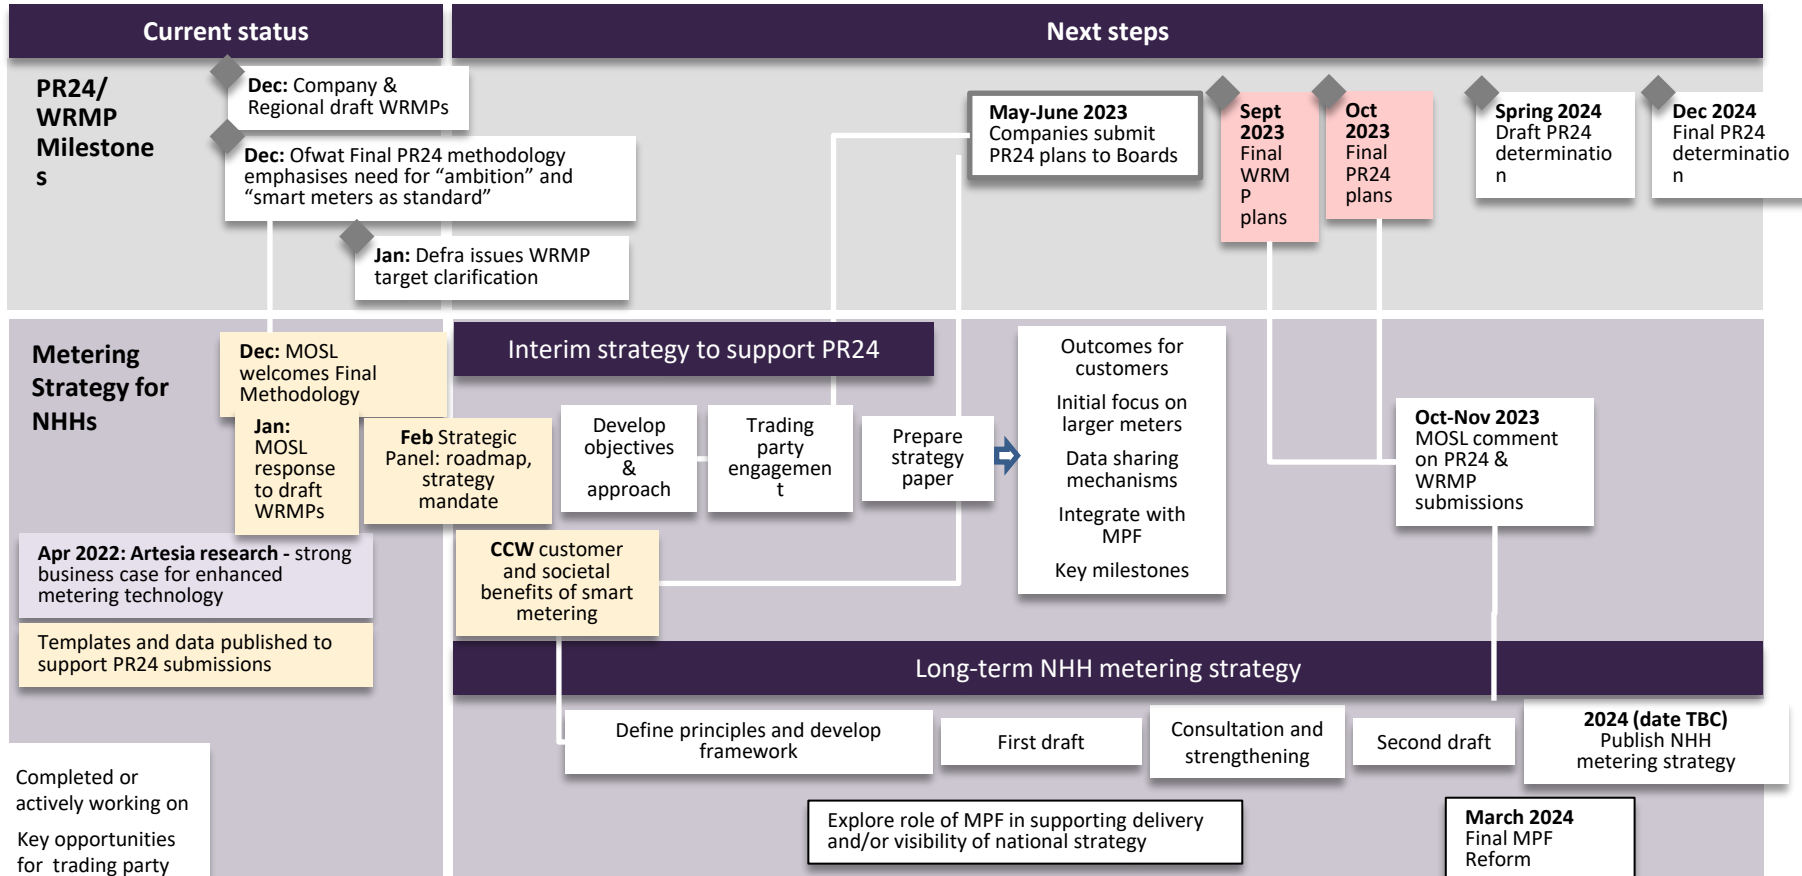 Current status
Next steps
PR24/
WRMP
Milestone
s
Dec: Company &
Regional draft WRMPs
Dec: Ofwat Final PR24 methodology
emphasises need for “ambition” and
“smart meters as standard”
Jan: Defra issues WRMP
target clarification
May-June 2023
Companies submit
PR24 plans to Boards
Sept
2023
Final
WRM
P
plans
Oct
2023
Final
PR24
plans
Spring 2024
Draft PR24
determinatio
n
Dec 2024
Final PR24
determinatio
n
Metering
Strategy for
NHHs
Dec: MOSL
welcomes Final
Methodology
Jan:
MOSL
response
to draft
WRMPs
Feb Strategic
Panel: roadmap,
strategy
mandate
Apr 2022: Artesia research - strong
business case for enhanced
metering technology
Templates and data published to
support PR24 submissions
Interim strategy to support PR24
Develop
objectives
&
approach
Trading
party
engagemen
t
Prepare
strategy
paper
Outcomes for
customers
Initial focus on
larger meters
Data sharing
mechanisms
Integrate with
MPF
Key milestones
Oct-Nov 2023
MOSL comment
on PR24 &
WRMP
submissions
CCW customer
and societal
benefits of smart
metering
Long-term NHH metering strategy
Define principles and develop
framework
First draft
Consultation and
strengthening
Second draft
2024 (date TBC)
Publish NHH
metering strategy
Explore role of MPF in supporting delivery
and/or visibility of national strategy
March 2024
Final MPF
Reform
Completed or
actively working on
Key opportunities
for trading party